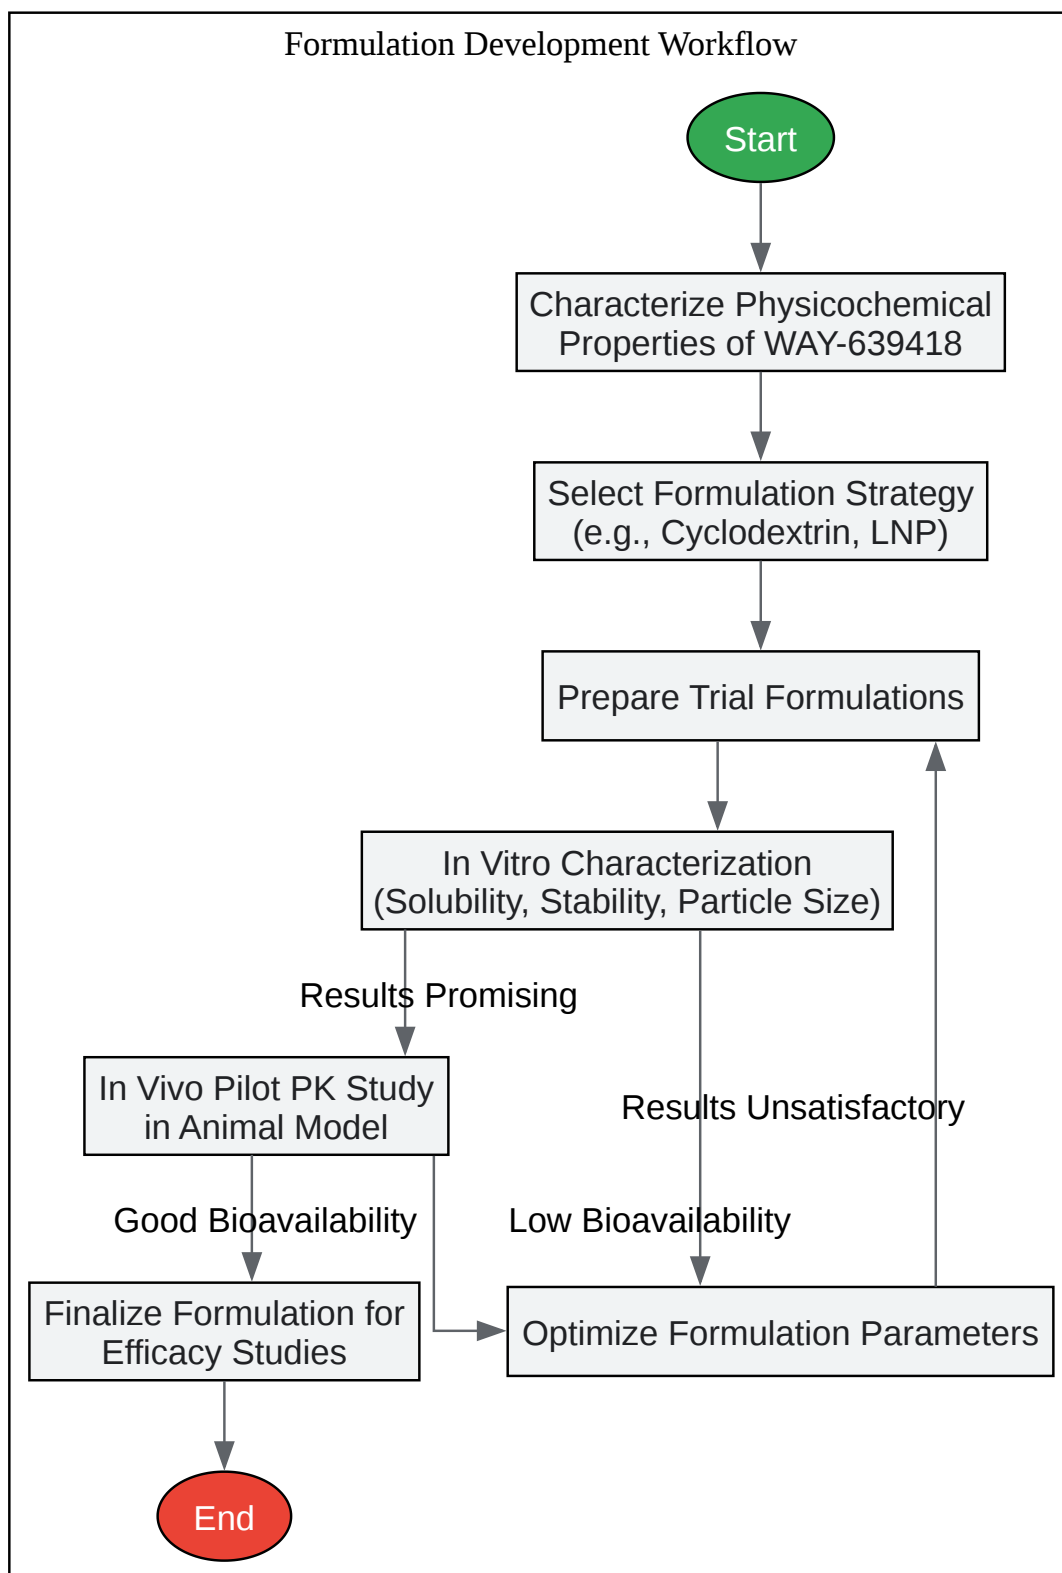 Formulation Development Workflow
Start
Characterize Physicochemical
Properties of WAY-639418
Select Formulation Strategy
(e.g., Cyclodextrin, LNP)
Prepare Trial Formulations
In Vitro Characterization
(Solubility, Stability, Particle Size)
Results Promising
In Vivo Pilot PK Study
in Animal Model
Results Unsatisfactory
Good Bioavailability
Low Bioavailability
Finalize Formulation for
Efficacy Studies
Optimize Formulation Parameters
End